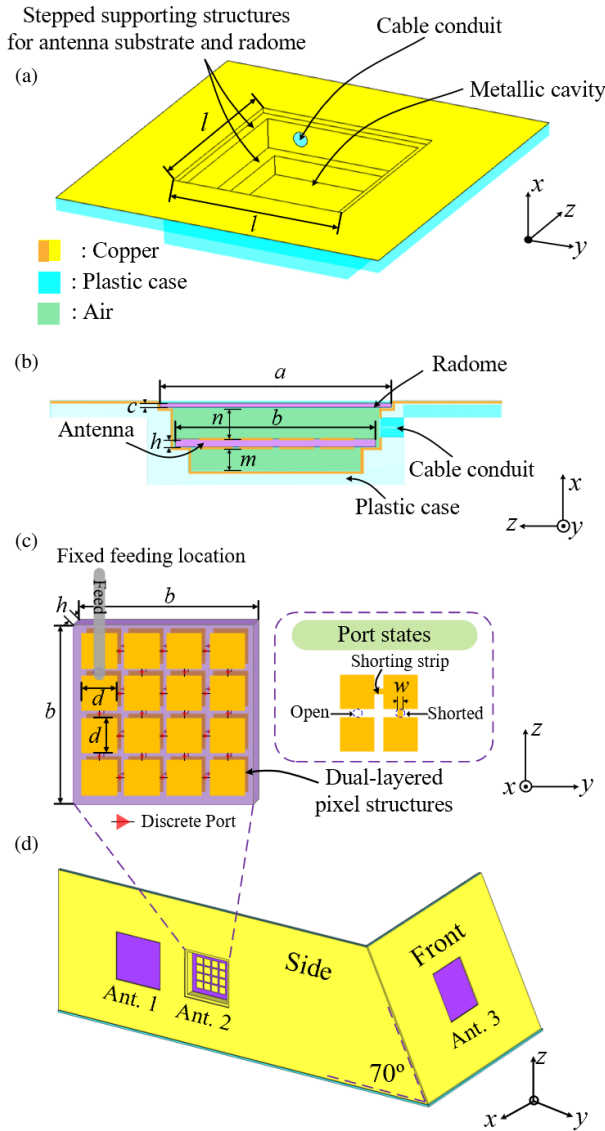 Stepped supporting structures
for antenna substrate and radome
Cable conduit
(a)
Metallic cavity
l
l
x
z
y
: Copper
: Plastic case
: Air
(b)
a
Radome
c
n
b
Antenna
h
m
Cable conduit
Plastic case
x
z
y
(c)
Fixed feeding location
Feed
h
b
b
d
d
Port states
Shorting strip
w
Open
Shorted
Dual-layered
pixel structures
Discrete Port
z
x
y
(d)
Side
Front
Ant. 1
Ant. 2
Ant. 3
70º
z
x
y